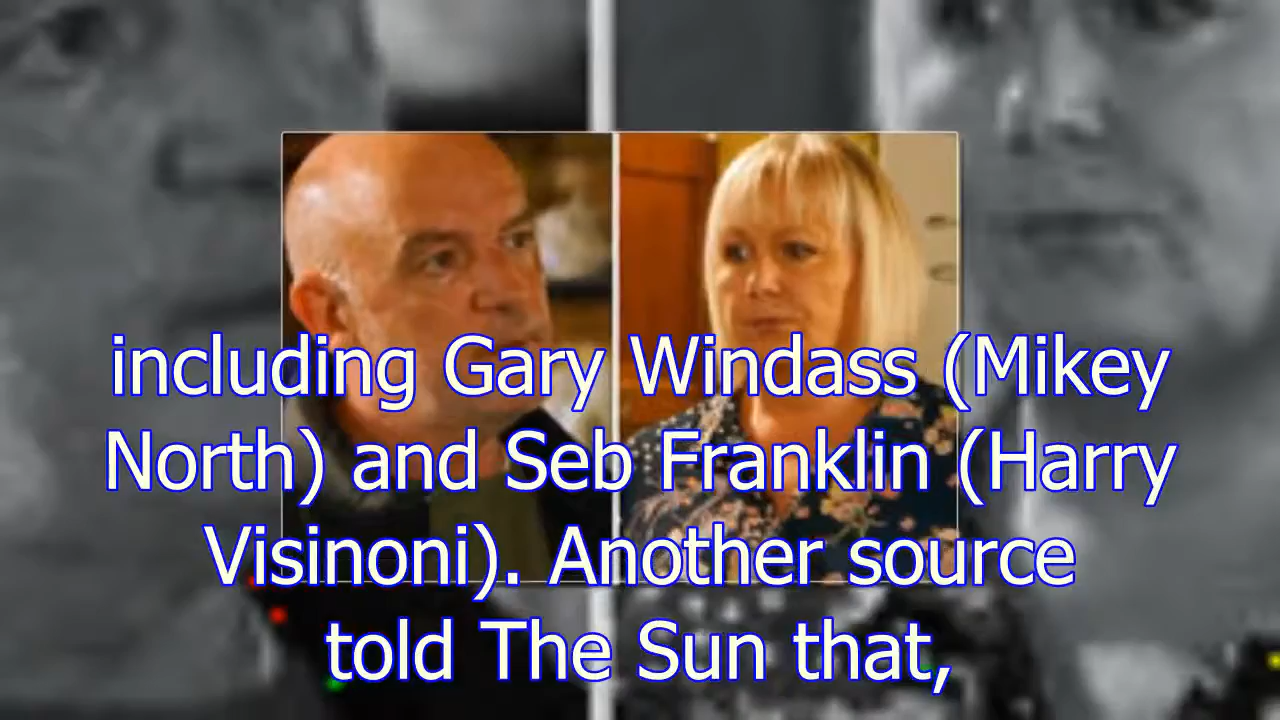 including Gary Windass (Mikey
North) and Seb Franklin (Harry
Visinoni). Another source
told The Sun that,